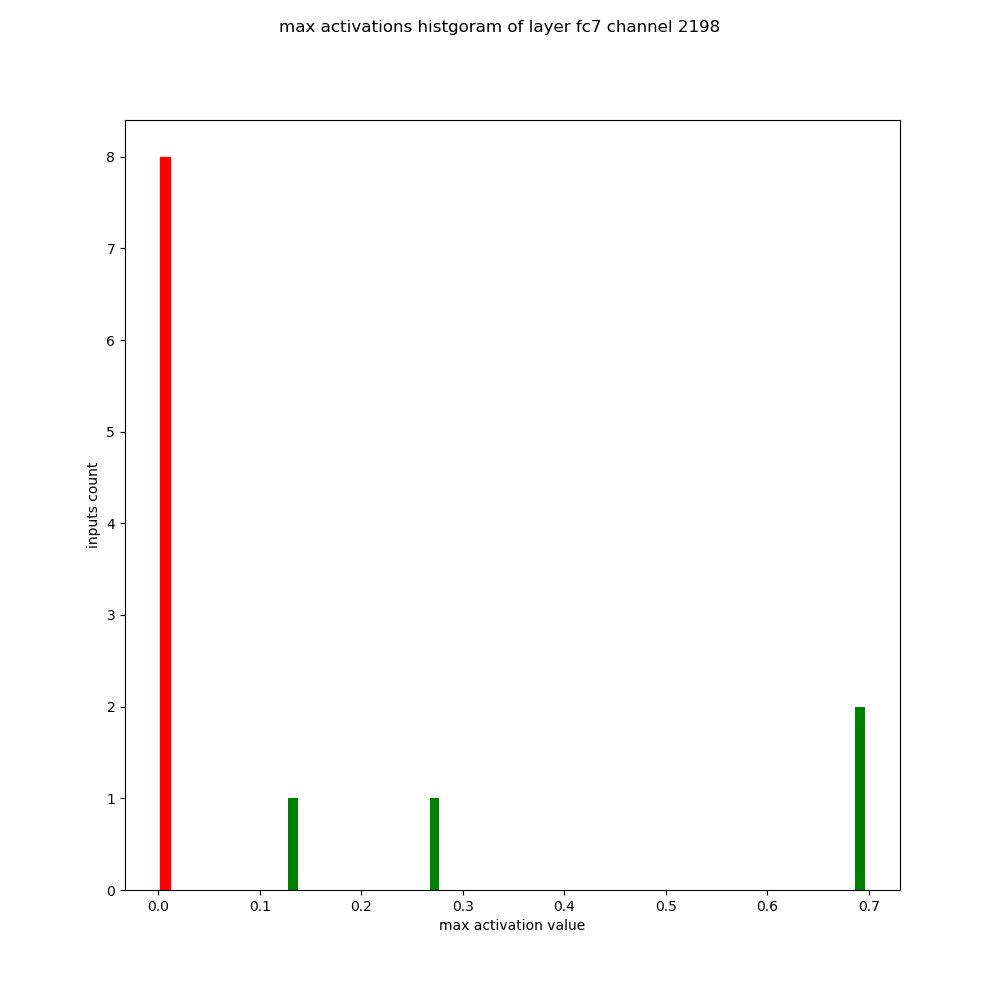 max activations histgoram of layer fc7 channel 2198
8
7
6
5
4
3
2
1
0
inputs count
0.0 0.1 0.2 0.3 0.4 0.5 0.6 0.7
max activation value